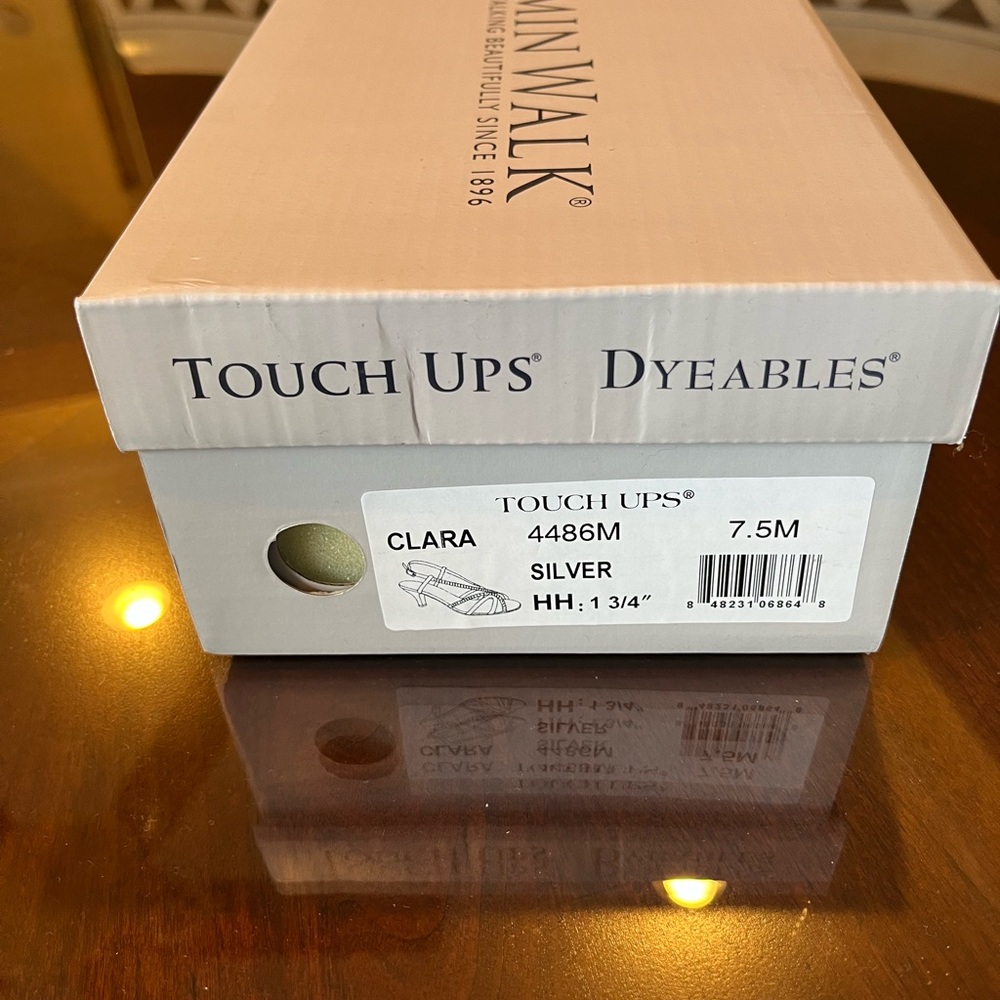 MIN WALK®
ALKING BEAUTIFULLY SINCE 1896
TOUCH UPS® DYEABLES®
TOUCH UPS®
CLARA 4486M 7.5M
SILVER
HH: 1 3/4"
8 48231 06864 8